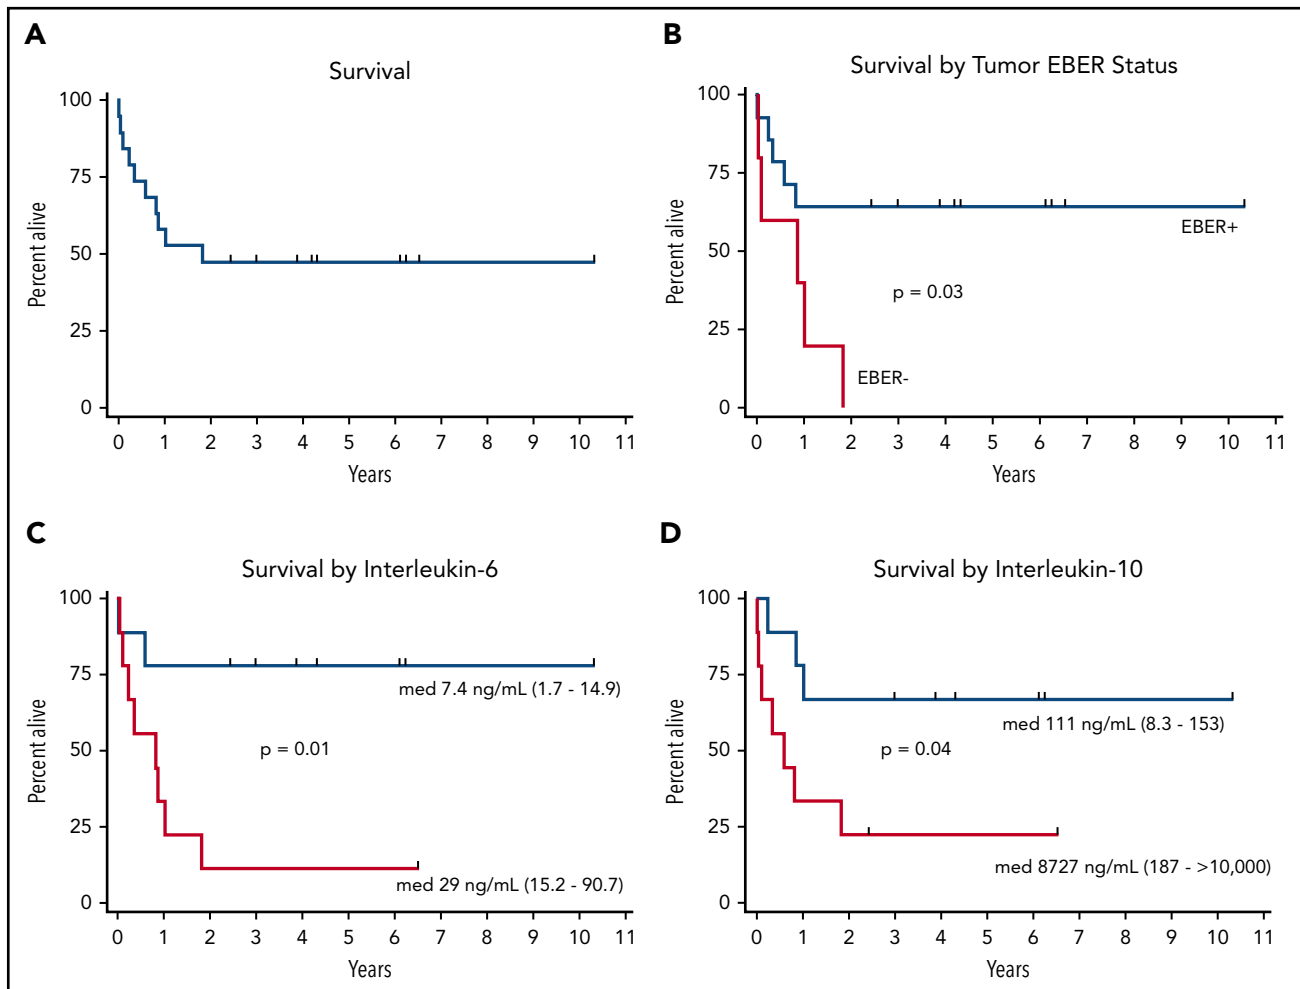 A
Survival
100
75
50
25
0
Percent alive
0 1 2 3 4 5 6 7 8 9 10 11
Years
B
Survival by Tumor EBER Status
100
75
50
25
0
Percent alive
EBER+
p = 0.03
EBER-
0 1 2 3 4 5 6 7 8 9 10 11
Years
C
Survival by Interleukin-6
100
75
50
25
0
Percent alive
med 7.4 ng/mL (1.7 - 14.9)
p = 0.01
med 29 ng/mL (15.2 - 90.7)
0 1 2 3 4 5 6 7 8 9 10 11
Years
D
Survival by Interleukin-10
100
75
50
25
0
Percent alive
med 111 ng/mL (8.3 - 153)
p = 0.04
med 8727 ng/mL (187 - >10,000)
0 1 2 3 4 5 6 7 8 9 10 11
Years